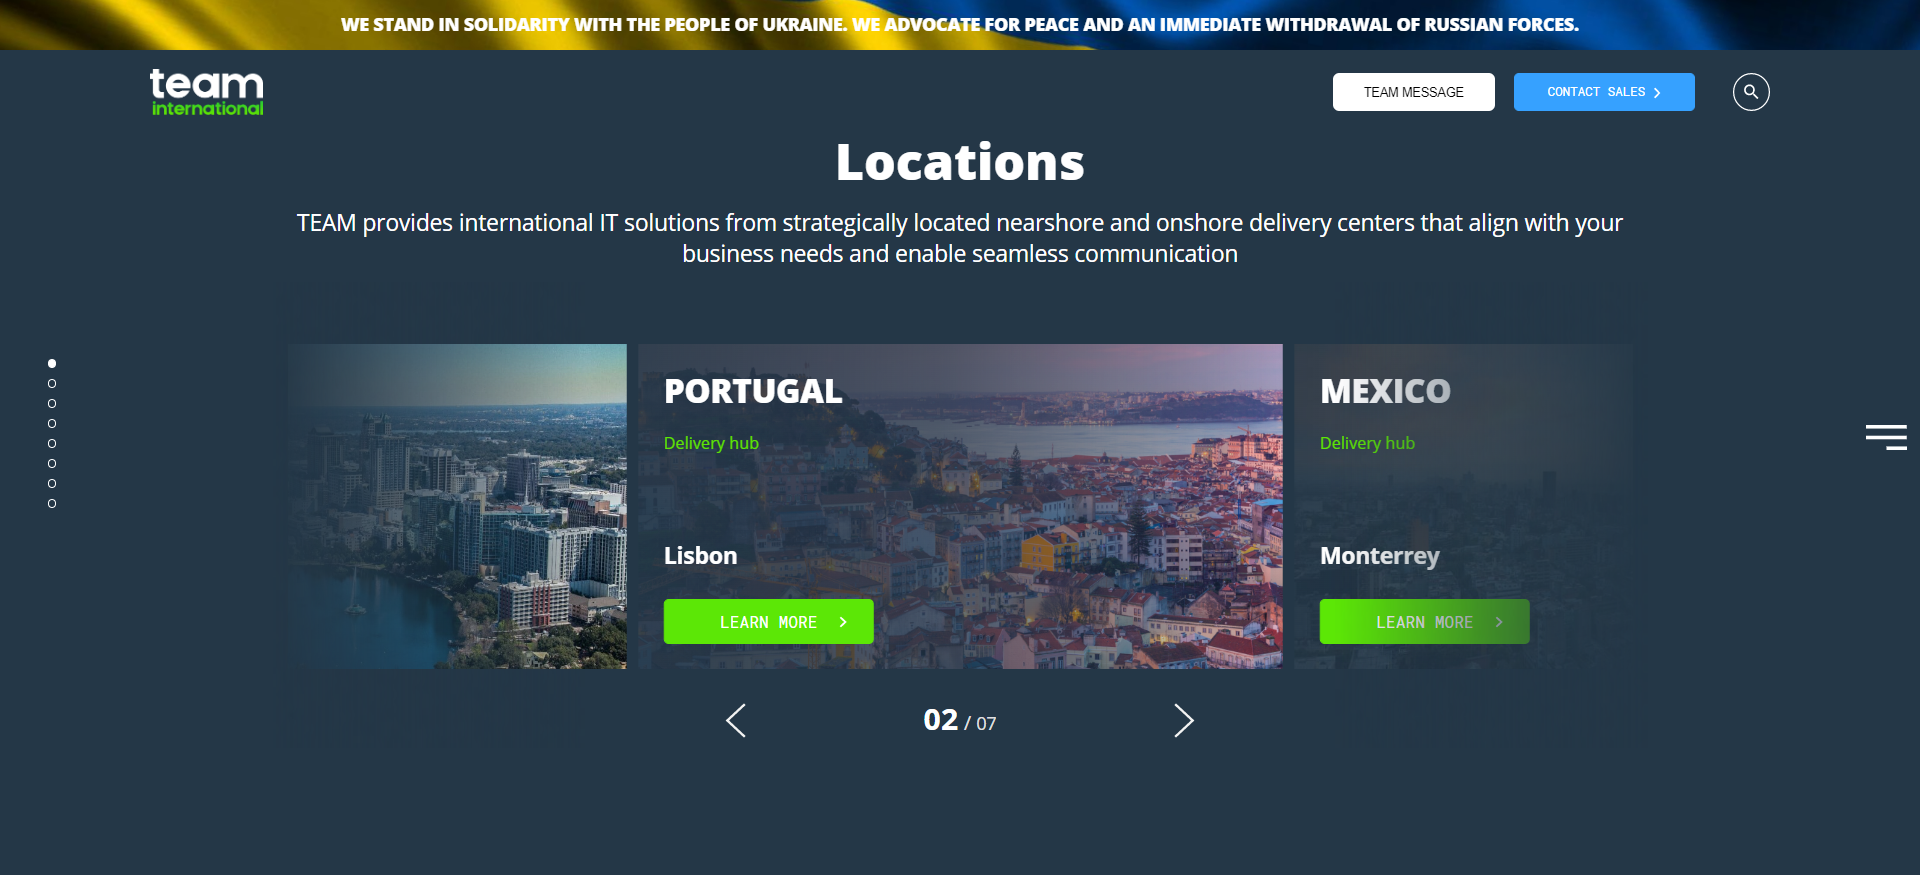 WE STAND IN SOLIDARITY WITH THE PEOPLE OF UKRAINE. WE ADVOCATE FOR PEACE AND AN IMMEDIATE WITHDRAWAL OF RUSSIAN FORCES.
team
international
TEAM MESSAGE
CONTACT SALES
Locations
TEAM provides international IT solutions from strategically located nearshore and onshore delivery centers that align with your
business needs and enable seamless communication
PORTUGAL
Delivery hub
Lisbon
LEARN MORE
MEXICO
Delivery hub
Monterrey
LEARN MORE
02 / 07